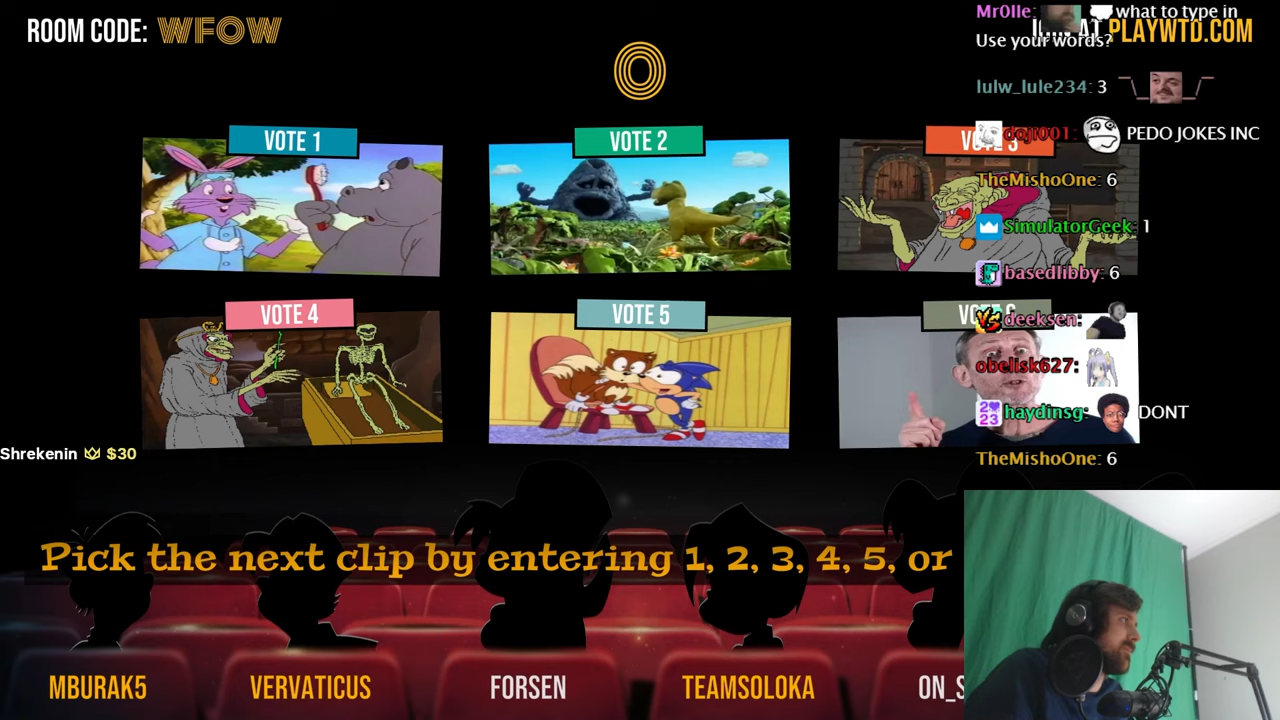 ROOM CODE: WFOW
PLAYWTD.COM
0
Mr0lle: what to type in
Use your words?
lulw_lule234: 3
dojr001: PEDO JOKES INC
TheMishoOne: 6
SimulatorGeek: 1
basedlibby: 6
deeksen:
obelisk627:
haydinsg: DONT
TheMishoOne: 6
VOTE 1
VOTE 2
VOTE 4
VOTE 5
Shrekenin $30
Pick the next clip by entering 1, 2, 3, 4, 5, or
MBURAK5
VERVATICUS
FORSEN
TEAMSOLOKA